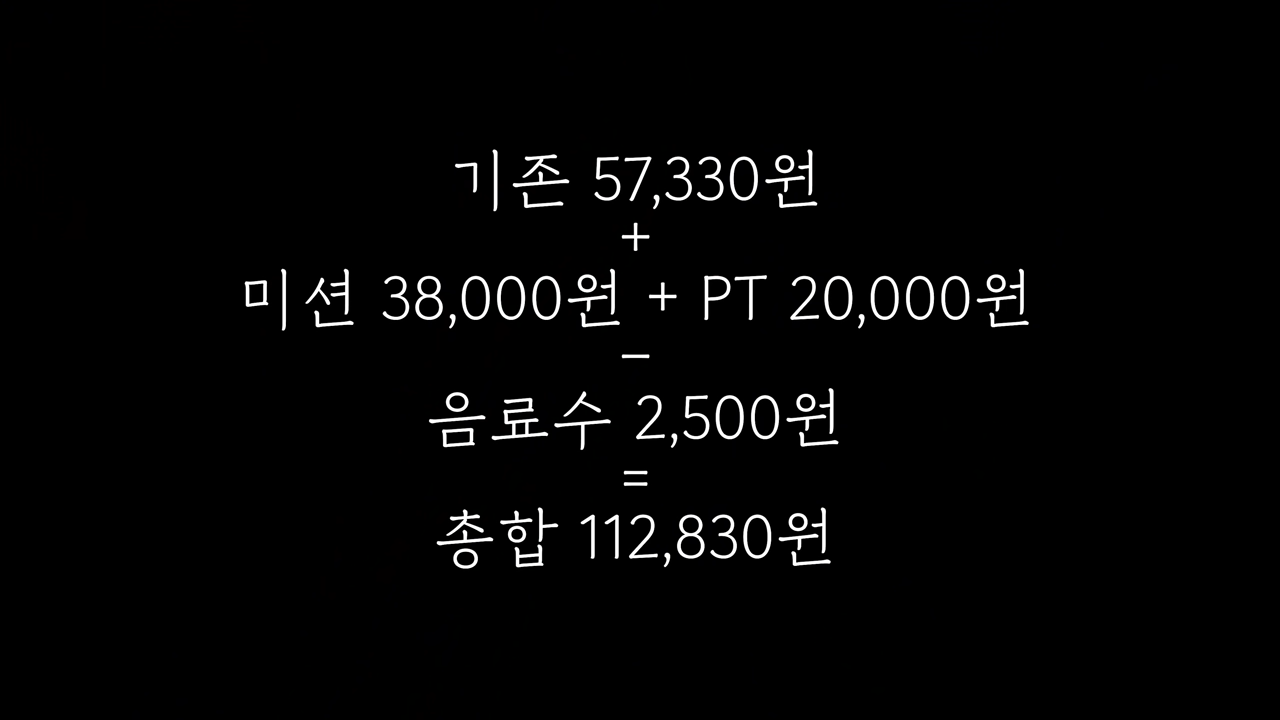 기존 57,330원
+
미션 38,000원 + PT 20,000원
–
음료수 2,500원
=
총합 112,830원